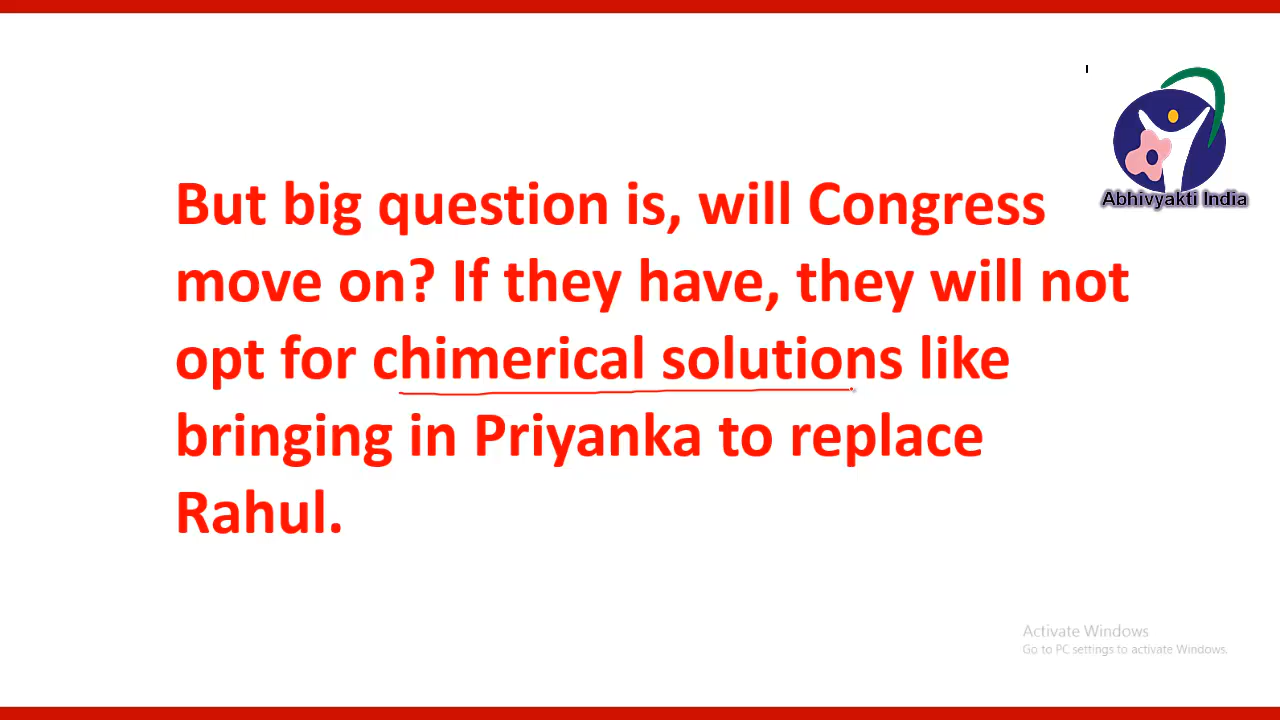 Abhivyakti India
But big question is, will Congress
move on? If they have, they will not
opt for chimerical solutions like
bringing in Priyanka to replace
Rahul.
Activate Windows
Go to PC settings to activate Windows.